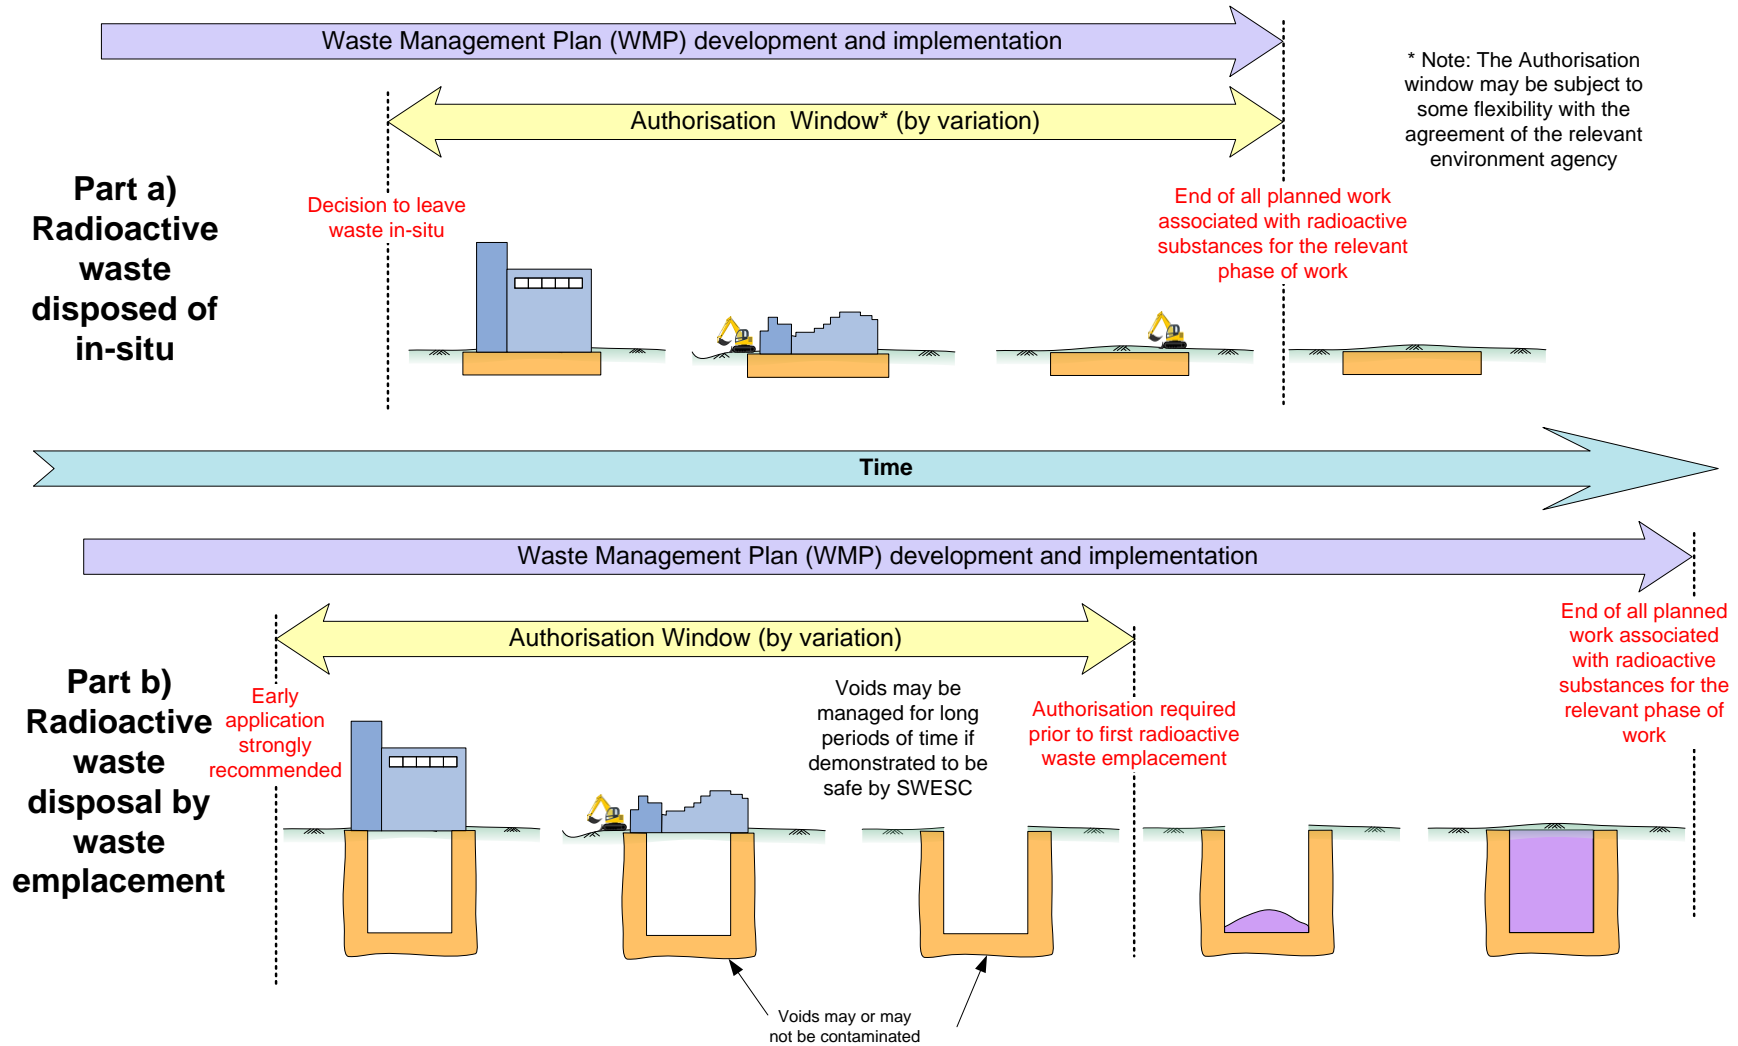 Waste Management Plan (WMP) development and implementation
* Note: The Authorisation
window may be subject to
some flexibility with the
agreement of the relevant
environment agency
Authorisation Window* (by variation)
Part a)
Radioactive
waste
disposed of
in-situ
Decision to leave
waste in-situ
End of all planned work
associated with radioactive
substances for the relevant
phase of work
Time
Waste Management Plan (WMP) development and implementation
Authorisation Window (by variation)
End of all planned
work associated
with radioactive
substances for the
relevant phase of
work
Part b)
Radioactive
waste
disposal by
waste
emplacement
Early
application
strongly
recommended
Voids may be
managed for long
periods of time if
demonstrated to be
safe by SWESC
Authorisation required
prior to first radioactive
waste emplacement
Voids may or may
not be contaminated